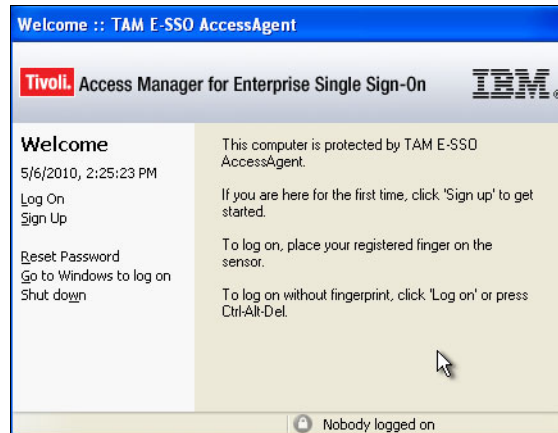 Welcome :: TAM E-SSO AccessAgent
Tivoli. Access Manager for Enterprise Single Sign-On IBM®
Welcome
5/6/2010, 2:25:23 PM
Log On
Sign Up
Reset Password
Go to Windows to log on
Shut down
This computer is protected by TAM E-SSO
AccessAgent.
If you are here for the first time, click 'Sign up' to get
started.
To log on, place your registered finger on the
sensor.
To log on without fingerprint, click 'Log on' or press
Ctrl-Alt-Del.
Nobody logged on